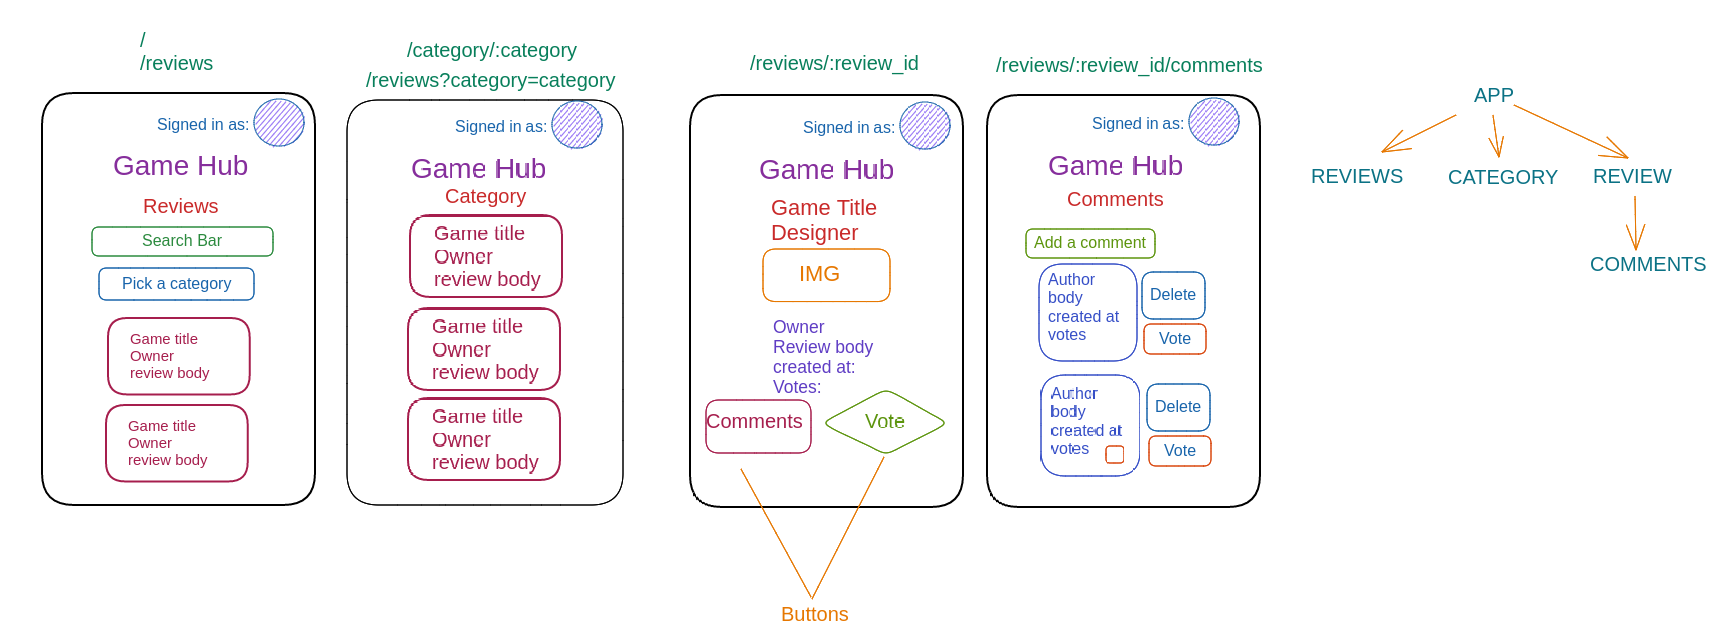 /
/reviews
Signed in as:
Game Hub
Reviews
Search Bar
Pick a category
Game title
Owner
review body
Game title
Owner
review body
/category/:category
/reviews?category=category
Signed in as:
Game Hub
Category
Game title
Owner
review body
Game title
Owner
review body
Game title
Owner
review body
/reviews/:review_id
Signed in as:
Game Hub
Game Title
Designer
IMG
Owner
Review body
created at:
Votes:
Comments
Vote
Buttons
/reviews/:review_id/comments
Signed in as:
Game Hub
Comments
Add a comment
Author
body
created at
votes
Delete
Vote
Author
body
created at
votes
Delete
Vote
APP
REVIEWS
CATEGORY
REVIEW
COMMENTS